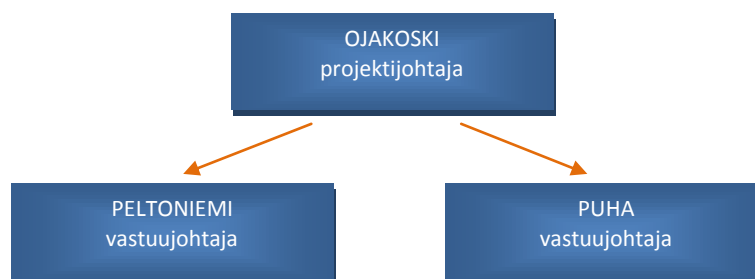 OJAKOSKI
projektijohtaja
PELTONIEMI
vastuujohtaja
PUHA
vastuujohtaja